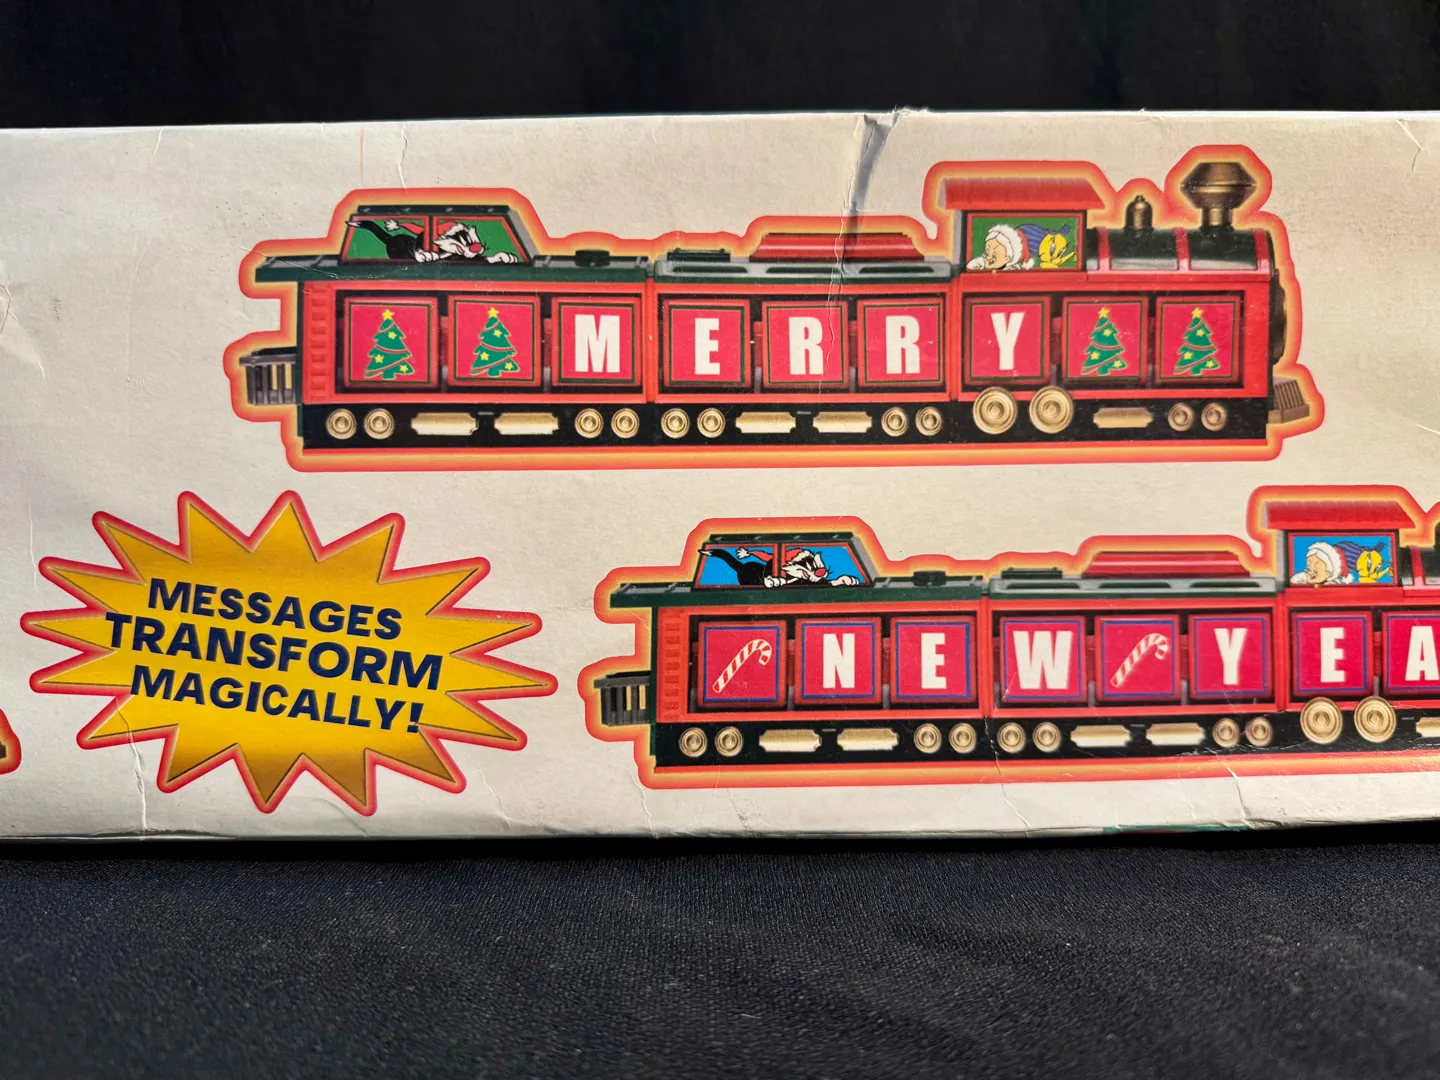 MERRY
NEW YEA
MESSAGES
TRANSFORM
MAGICALLY!